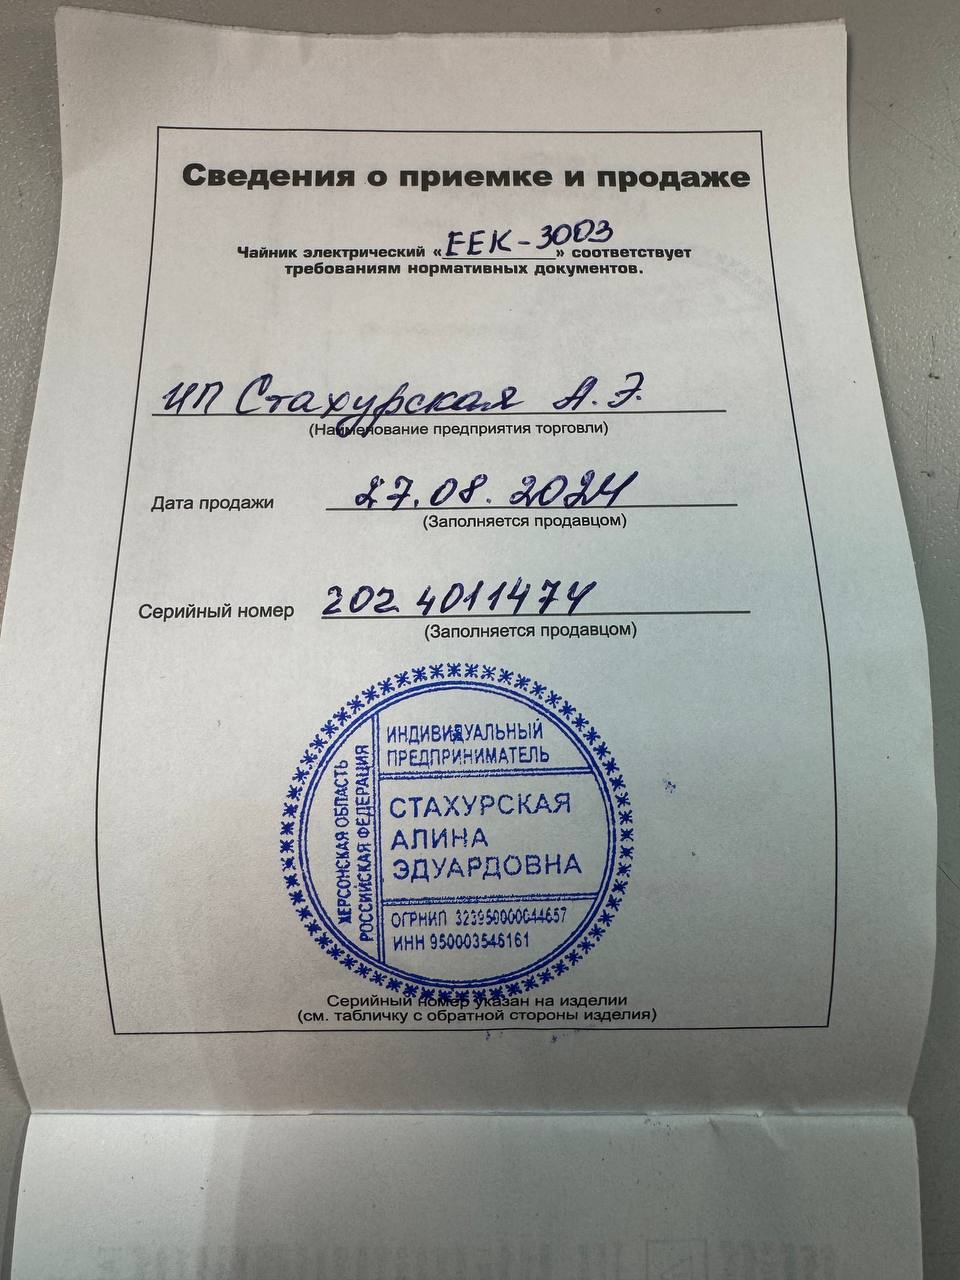 Сведения о приемке и продаже
Чайник электрический «EEK-3003» соответствует
требованиям нормативных документов.
ИП Стахурская А.Э.
(Наименование предприятия торговли)
Дата продажи 27.08.2024
(Заполняется продавцом)
Серийный номер 2024011474
(Заполняется продавцом)
ХЕРСОНСКАЯ ОБЛАСТЬ
РОССИЙСКАЯ ФЕДЕРАЦИЯ
ИНДИВИДУАЛЬНЫЙ
ПРЕДПРИНИМАТЕЛЬ
СТАХУРСКАЯ
АЛИНА
ЭДУАРДОВНА
ОГРНИП 323950000044657
ИНН 950003546161
Серийный номер указан на изделии
(см. табличку с обратной стороны изделия)